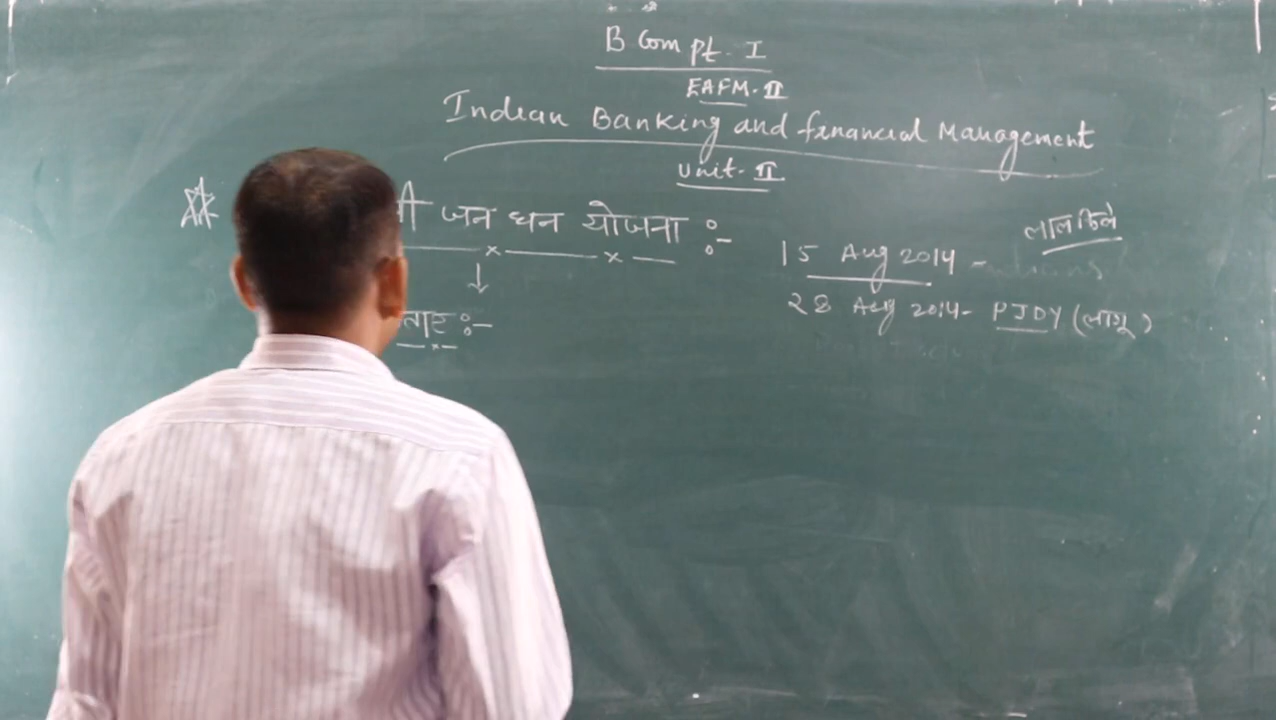 B Com pt. I
EAFM-II
Indian Banking and financial Management
Unit-II
ी जन धन योजना :-
15 Aug 2014 - लाल किले
28 Aug 2014- PJDY (लागू)
ताएं :-